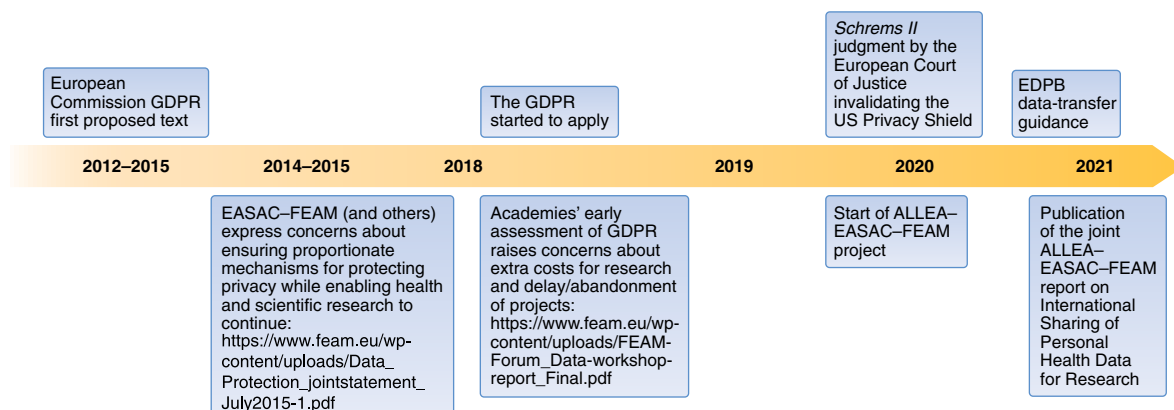 European
Commission GDPR
first proposed text
The GDPR
started to apply
Schrems II
judgment by the
European Court
of Justice
invalidating the
US Privacy Shield
EDPB
data-transfer
guidance
2012–2015
2014–2015
2018
2019
2020
2021
EASAC–FEAM (and others)
express concerns about
ensuring proportionate
mechanisms for protecting
privacy while enabling health
and scientific research to
continue:
https://www.feam.eu/wp-
content/uploads/Data_
Protection_jointstatement_
July2015-1.pdf
Academies’ early
assessment of GDPR
raises concerns about
extra costs for research
and delay/abandonment
of projects:
https://www.feam.eu/wp-
content/uploads/FEAM-
Forum_Data-workshop-
report_Final.pdf
Start of ALLEA–
EASAC–FEAM
project
Publication
of the joint
ALLEA–
EASAC–FEAM
report on
International
Sharing of
Personal
Health Data
for Research